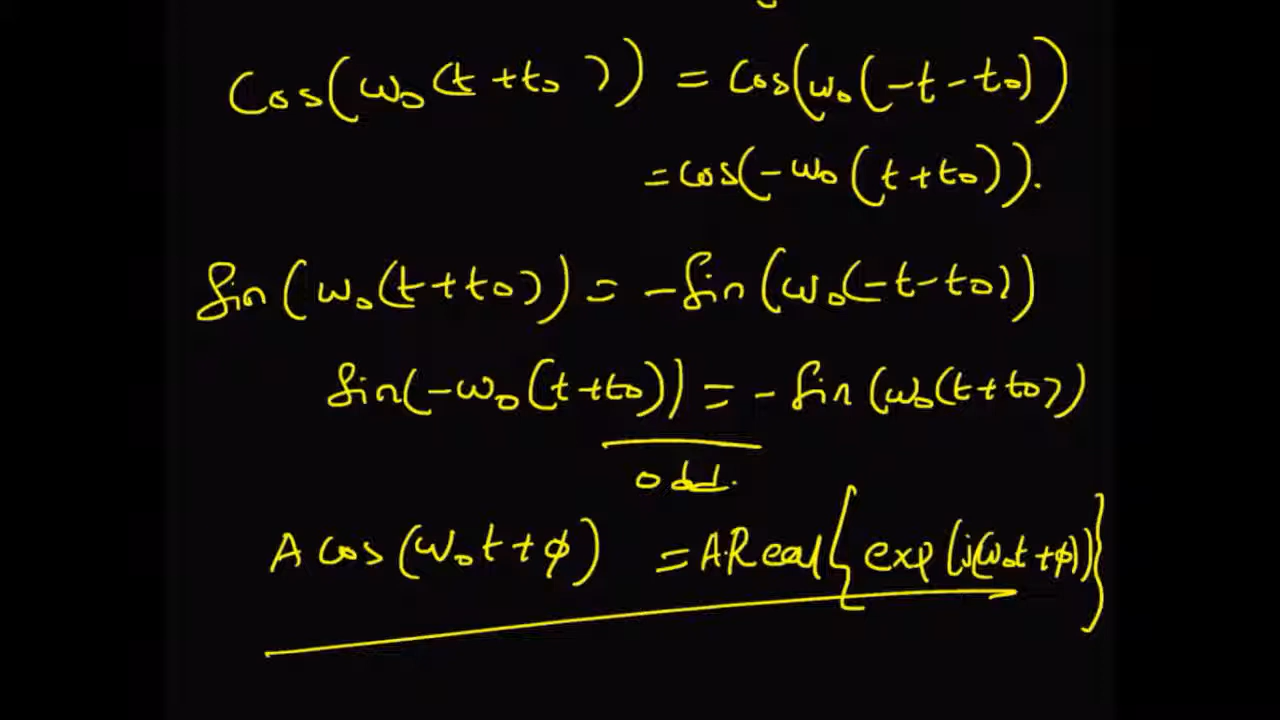 Cos(ω₀(t+t₀)) = Cos(ω₀(-t-t₀))
= cos(-ω₀(t+t₀)).
Sin(ω₀(t+t₀)) = -Sin(ω₀(-t-t₀))
Sin(-ω₀(t+t₀)) = -Sin(ω₀(t+t₀))
odd.
A cos(ω₀t+φ) = A.Real{exp(j(ω₀t+φ))}